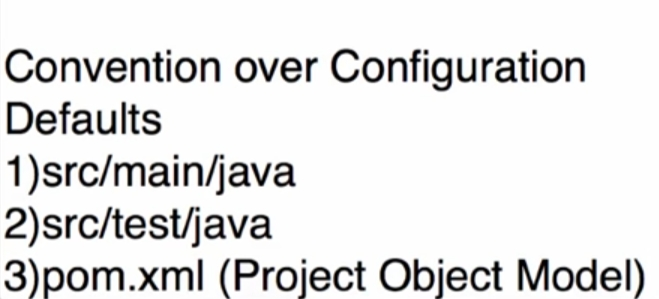 Convention over Configuration
Defaults
1)src/main/java
2)src/test/java
3)pom.xml (Project Object Model)